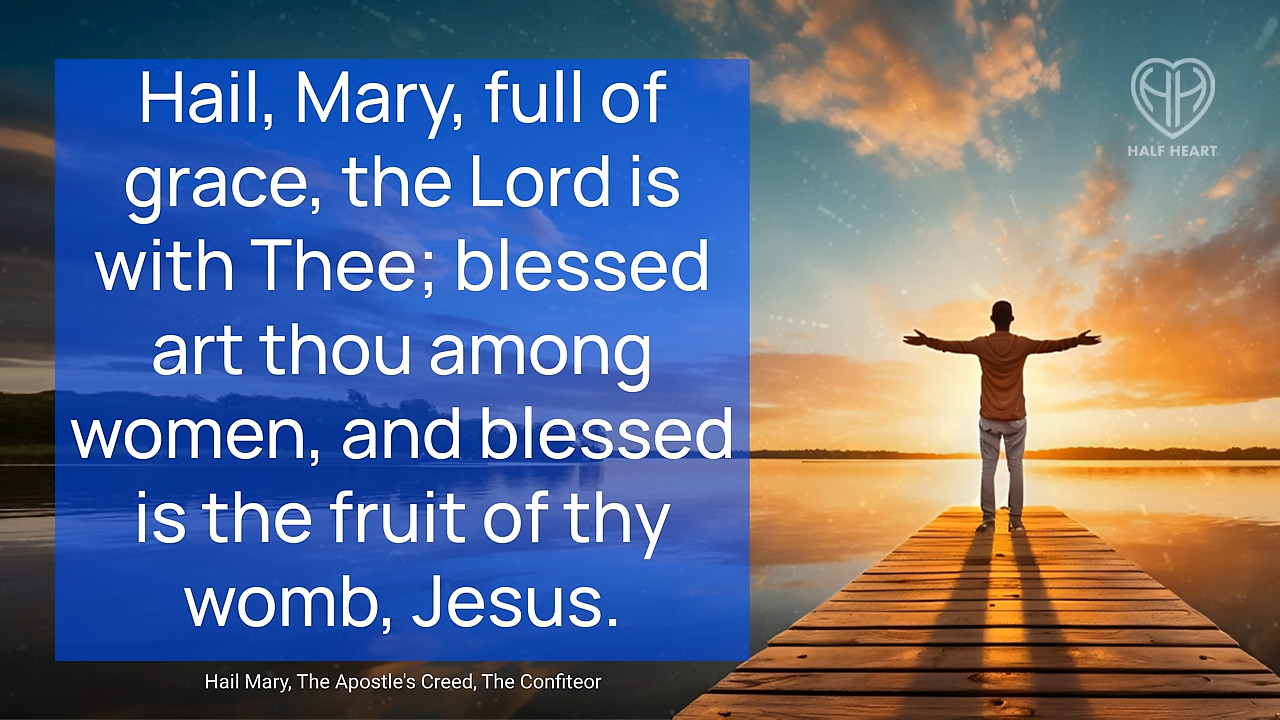 Hail, Mary, full of
grace, the Lord is
with Thee; blessed
art thou among
women, and blessed
is the fruit of thy
womb, Jesus.
Hail Mary, The Apostle's Creed, The Confiteor
HALF HEART